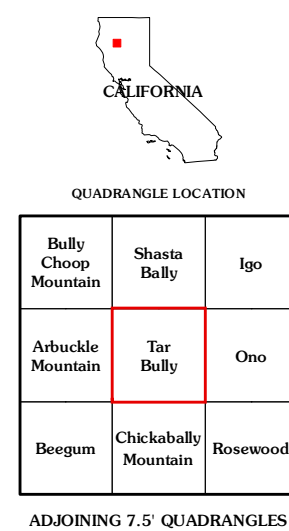 CALIFORNIA
QUADRANGLE LOCATION
Bully
Choop
Mountain
Shasta
Bally
Igo
Arbuckle
Mountain
Tar
Bully
Ono
Beegum
Chickabally
Mountain
Rosewood
ADJOINING 7.5' QUADRANGLES